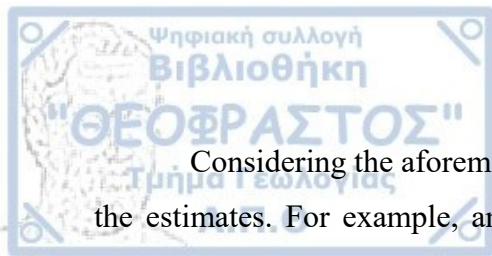 Ψηφιακή συλλογή
Βιβλιοθήκη
"ΘΕΟΦΡΑΣΤΟΣ"
Considering the aforem
Τμήμα Γεωλογίας
the estimates. For example, an
Α.Π.Θ